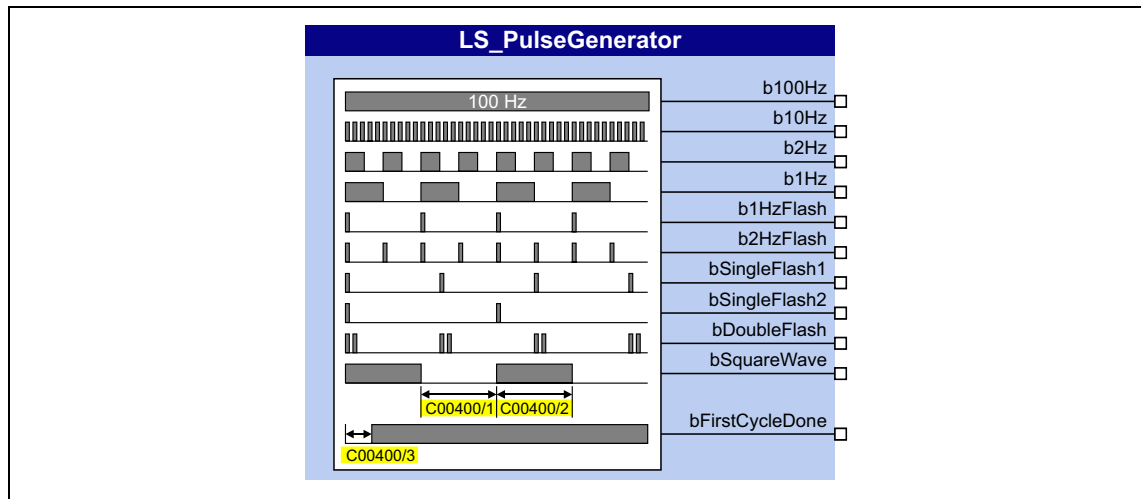 LS_PulseGenerator
100 Hz
b100Hz
b10Hz
b2Hz
b1Hz
b1HzFlash
b2HzFlash
bSingleFlash1
bSingleFlash2
bDoubleFlash
bSquareWave
C00400/1 C00400/2
bFirstCycleDone
C00400/3